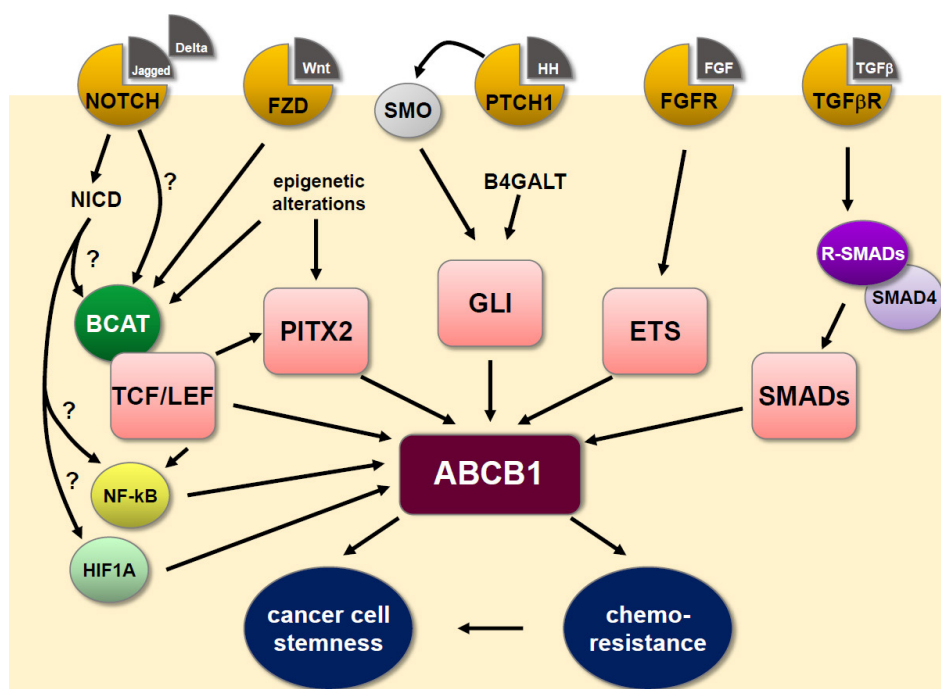 Delta
Jagged
NOTCH
Wnt
FZD
SMO
HH
PTCH1
FGF
FGFR
TGFβ
TGFβR
?
NICD
epigenetic
alterations
B4GALT
?
R-SMADs
SMAD4
BCAT
PITX2
GLI
ETS
TCF/LEF
SMADs
?
ABCB1
?
NF-kB
HIF1A
cancer cell
stemness
chemo-
resistance